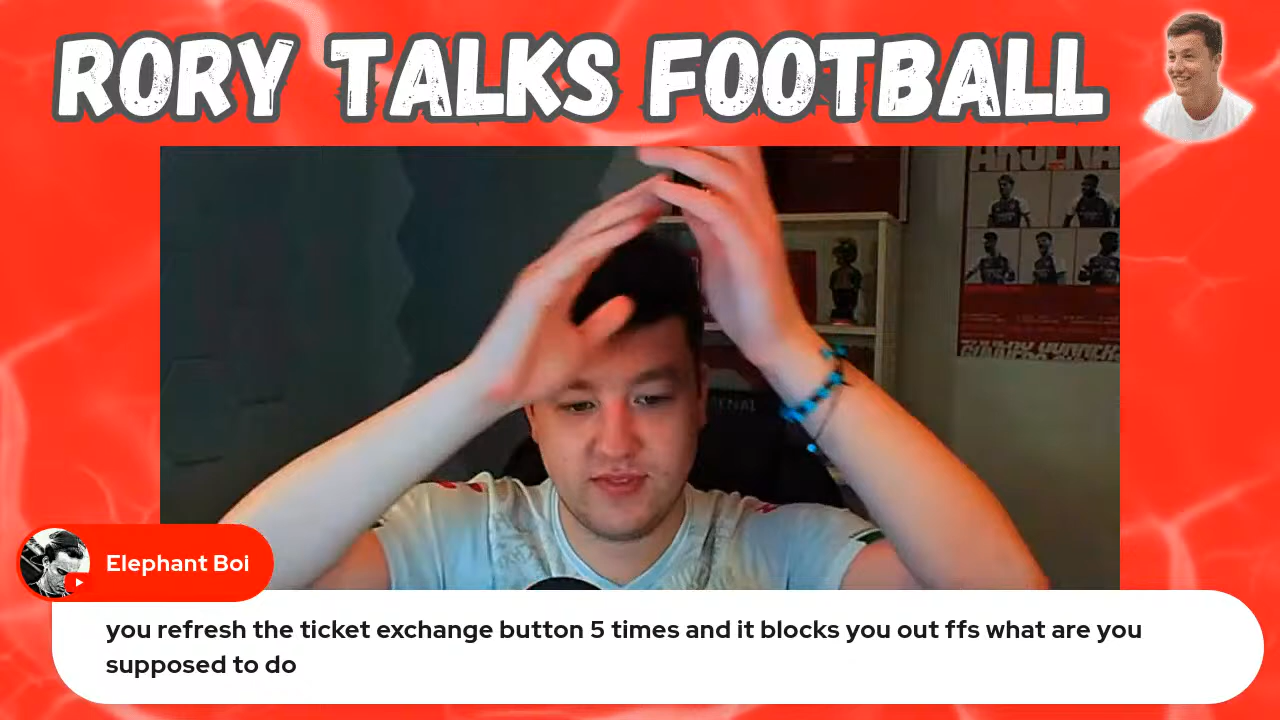 RORY TALKS FOOTBALL
ARSENAL
Elephant Boi
you refresh the ticket exchange button 5 times and it blocks you out ffs what are you
supposed to do